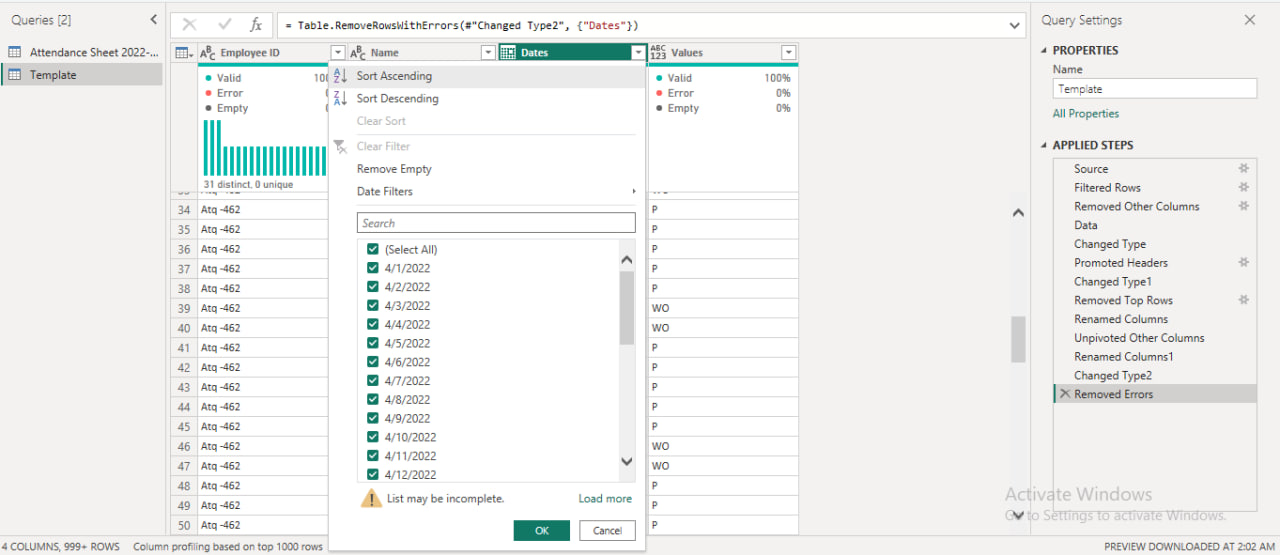 Queries [2]
Attendance Sheet 2022-...
Template
fx
= Table.RemoveRowsWithErrors(#"Changed Type2", {"Dates"})
ABC Employee ID
ABC Name
Dates
ABC 123 Values
Valid 100
Error
Empty
31 distinct, 0 unique
Valid 100%
Error 0%
Empty 0%
Sort Ascending
Sort Descending
Clear Sort
Clear Filter
Remove Empty
Date Filters
Search
(Select All)
4/1/2022
4/2/2022
4/3/2022
4/4/2022
4/5/2022
4/6/2022
4/7/2022
4/8/2022
4/9/2022
4/10/2022
4/11/2022
4/12/2022
List may be incomplete. Load more
OK Cancel
34 Atq -462 P
35 Atq -462 P
36 Atq -462 P
37 Atq -462 P
38 Atq -462 P
39 Atq -462 WO
40 Atq -462 WO
41 Atq -462 P
42 Atq -462 P
43 Atq -462 P
44 Atq -462 P
45 Atq -462 P
46 Atq -462 WO
47 Atq -462 WO
48 Atq -462 P
49 Atq -462 P
50 Atq -462 P
Query Settings
PROPERTIES
Name
Template
All Properties
APPLIED STEPS
Source
Filtered Rows
Removed Other Columns
Data
Changed Type
Promoted Headers
Changed Type1
Removed Top Rows
Renamed Columns
Unpivoted Other Columns
Renamed Columns1
Changed Type2
Removed Errors
Activate Windows
Go to Settings to activate Windows.
4 COLUMNS, 999+ ROWS Column profiling based on top 1000 rows
PREVIEW DOWNLOADED AT 2:02 AM